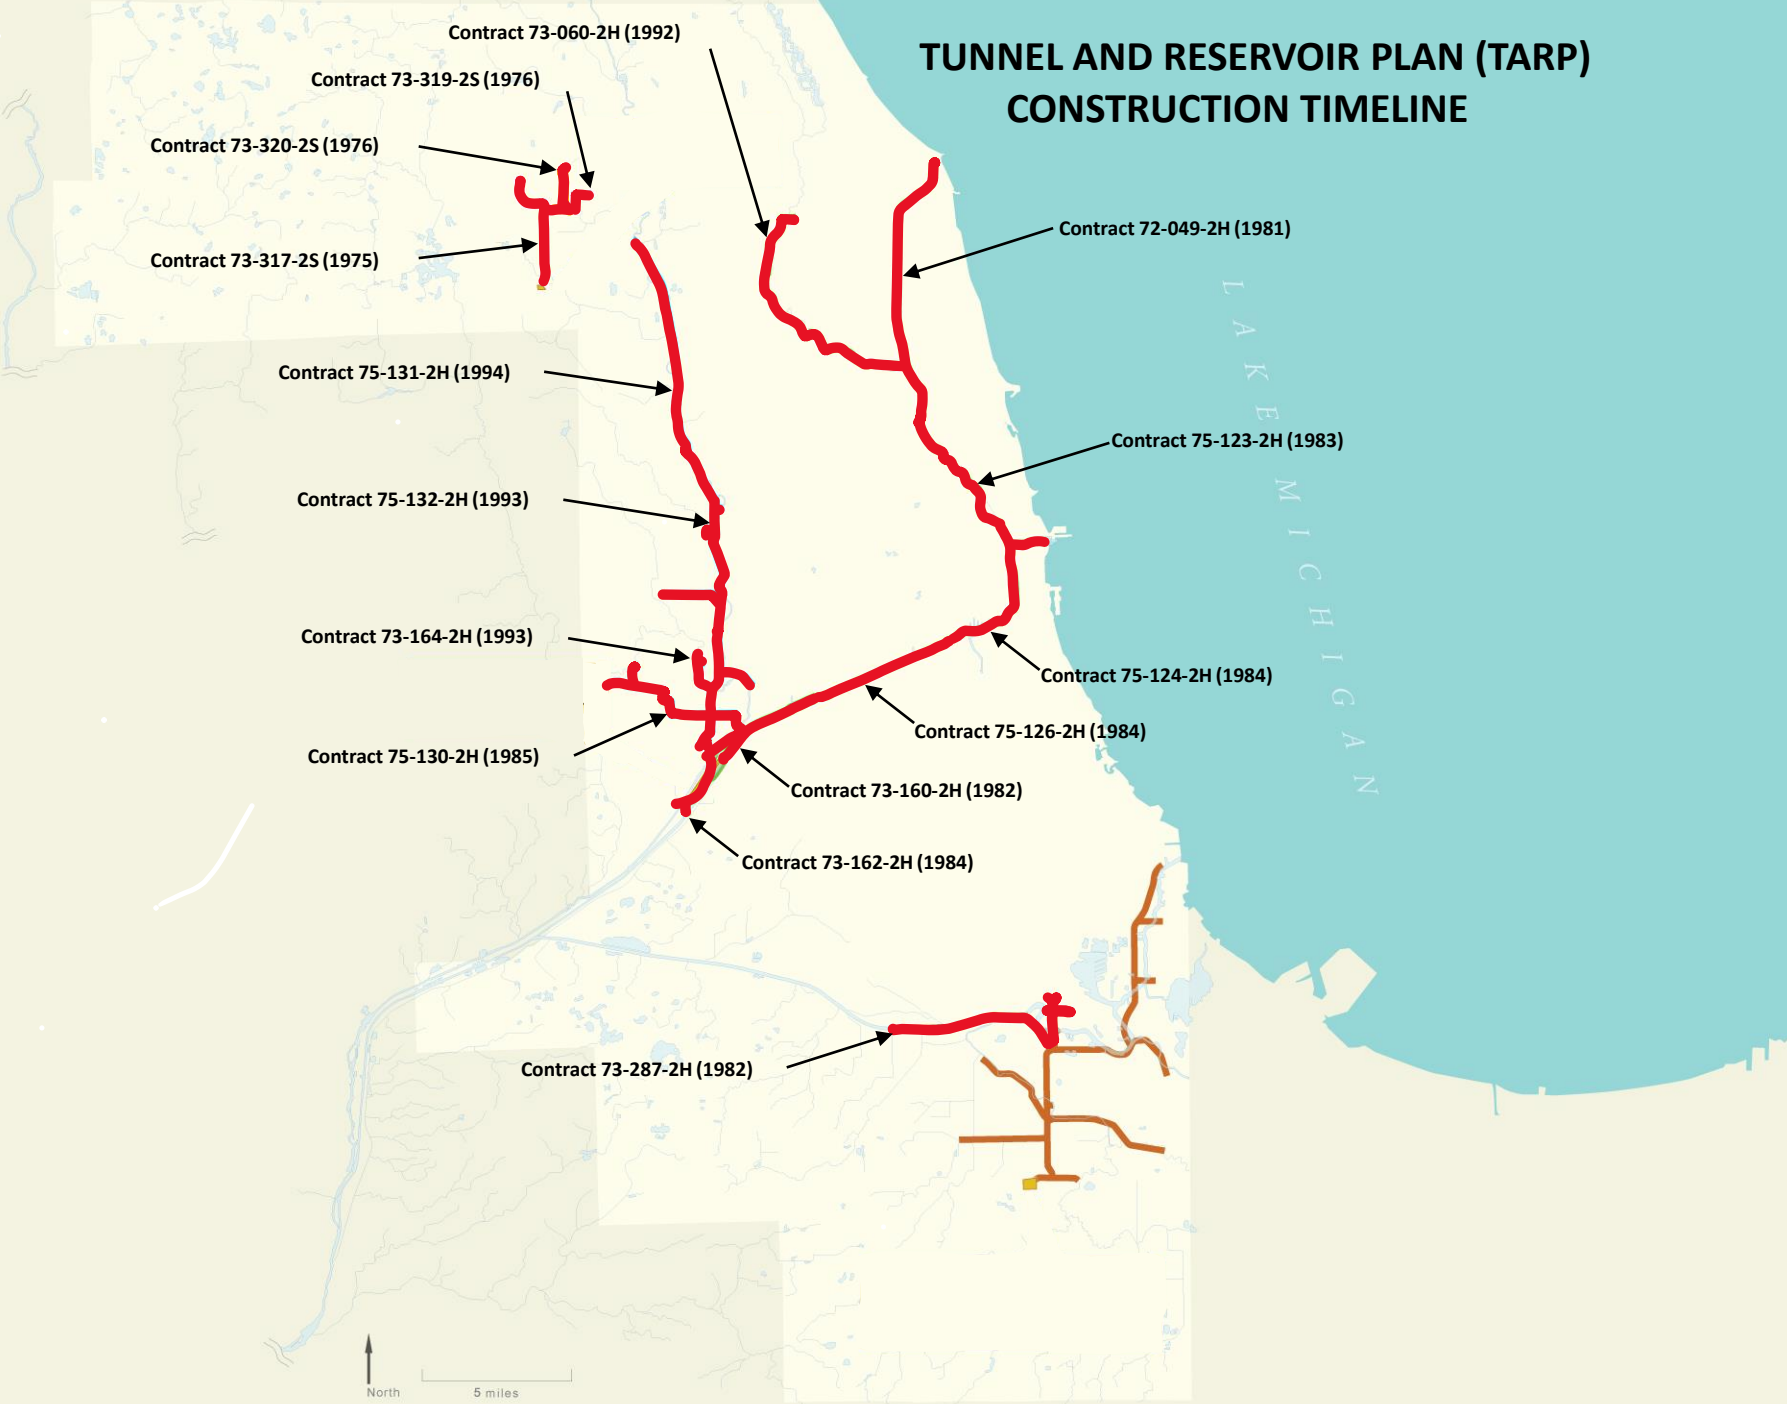 TUNNEL AND RESERVOIR PLAN (TARP)
CONSTRUCTION TIMELINE
Contract 73-060-2H (1992)
Contract 73-319-2S (1976)
Contract 73-320-2S (1976)
Contract 73-317-2S (1975)
Contract 72-049-2H (1981)
Contract 75-131-2H (1994)
Contract 75-123-2H (1983)
Contract 75-132-2H (1993)
Contract 73-164-2H (1993)
Contract 75-124-2H (1984)
Contract 75-126-2H (1984)
Contract 75-130-2H (1985)
Contract 73-160-2H (1982)
Contract 73-162-2H (1984)
Contract 73-287-2H (1982)
LAKE MICHIGAN
North
5 miles